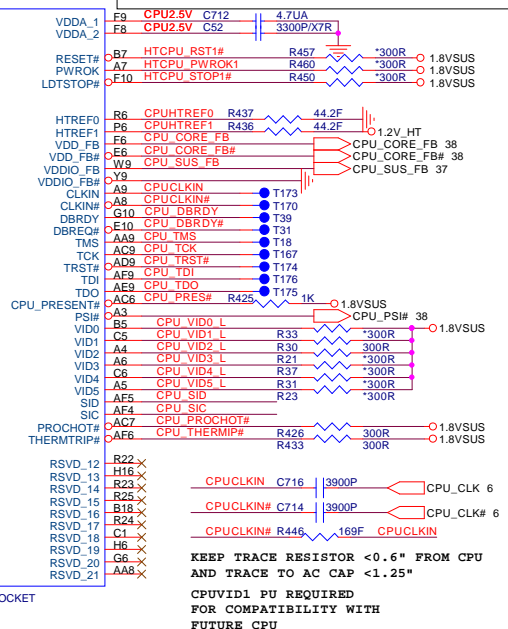 VDDA_1 F9 CPU2.5V C712 4.7UA
VDDA_2 F8 CPU2.5V C52 3300P/X7R
RESET# B7 HTCPU_RST1# R457 *300R 1.8VSUS
PWROK A7 HTCPU_PWROK1 R460 *300R 1.8VSUS
LDTSTOP# F10 HTCPU_STOP1# R450 *300R 1.8VSUS
HTREF0 R6 CPUHTREF0 R437 44.2F
HTREF1 P6 CPUHTREF1 R436 44.2F 1.2V_HT
VDD_FB F6 CPU_CORE_FB CPU_CORE_FB 38
VDD_FB# E6 CPU_CORE_FB# CPU_CORE_FB# 38
VDDIO_FB W9 CPU_SUS_FB CPU_SUS_FB 37
VDDIO_FB# Y9
CLKIN A9 CPUCLKIN T173
CLKIN# A8 CPUCLKIN# T170
DBRDY G10 CPU_DBRDY T39
DBREQ# E10 CPU_DBRDY# T31
TMS AA9 CPU_TMS T18
TCK AC9 CPU_TCK T167
TRST# AD9 CPU_TRST# T174
TDI AF9 CPU_TDI T176
TDO AE9 CPU_TDO T175
CPU_PRESENT# AC6 CPU_PRES# R425 1K 1.8VSUS
PSI# A3 CPU_PSI# 38
VID0 B5 CPU_VID0_L 1.8VSUS
VID1 C5 CPU_VID1_L R33 *300R
VID2 A4 CPU_VID2_L R30 300R
VID3 A6 CPU_VID3_L R21 *300R
VID4 C6 CPU_VID4_L R37 *300R
VID5 A5 CPU_VID5_L R31 *300R
SID AF5 CPU_SID R23 *300R
SIC AF4 CPU_SIC
PROCHOT# AC7 CPU_PROCHOT# 1.8VSUS
THERMTRIP# AF6 CPU_THERMIP# R426 300R 1.8VSUS
R433 300R
RSVD_12 R22
RSVD_13 H16
RSVD_14 R23
RSVD_15 R25
RSVD_16 B18
RSVD_17 R24
RSVD_18 C1
RSVD_19 H6
RSVD_20 G6
RSVD_21 AA8
CPUCLKIN C716 3900P CPU_CLK 6
CPUCLKIN# C714 3900P CPU_CLK# 6
CPUCLKIN# R446 169F CPUCLKIN
KEEP TRACE RESISTOR <0.6" FROM CPU
AND TRACE TO AC CAP <1.25"
CPUVID1 PU REQUIRED
FOR COMPATIBILITY WITH
FUTURE CPU
OCKET